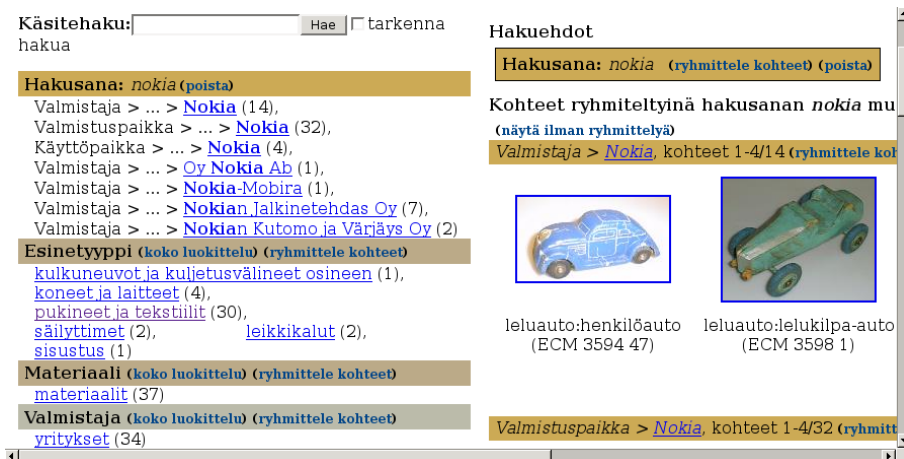 Käsitehaku: Hae tarkenna
hakua
Hakusana: nokia (poista)
Valmistaja > ... > Nokia (14),
Valmistuspaikka > ... > Nokia (32),
Käyttöpaikka > ... > Nokia (4),
Valmistaja > ... > Oy Nokia Ab (1),
Valmistaja > ... > Nokia-Mobira (1),
Valmistaja > ... > Nokian Jalkinetehdas Oy (7),
Valmistaja > ... > Nokian Kutomo ja Värjäys Oy (2)
Esinetyyppi (koko luokittelu) (ryhmittele kohteet)
kulkuneuvot ja kuljetusvälineet osineen (1),
koneet ja laitteet (4),
pukineet ja tekstiilit (30),
säilyttimet (2), leikkikalut (2),
sisustus (1)
Materiaali (koko luokittelu) (ryhmittele kohteet)
materiaalit (37)
Valmistaja (koko luokittelu) (ryhmittele kohteet)
yritykset (34)
Hakuehdot
Hakusana: nokia (ryhmittele kohteet) (poista)
Kohteet ryhmiteltyinä hakusanan nokia mu
(näytä ilman ryhmittelyä)
Valmistaja > Nokia, kohteet 1-4/14 (ryhmittele koh
leluauto:henkilöauto
(ECM 3594 47)
leluauto:lelukilpa-auto
(ECM 3598 1)
Valmistuspaikka > Nokia, kohteet 1-4/32 (ryhmitt